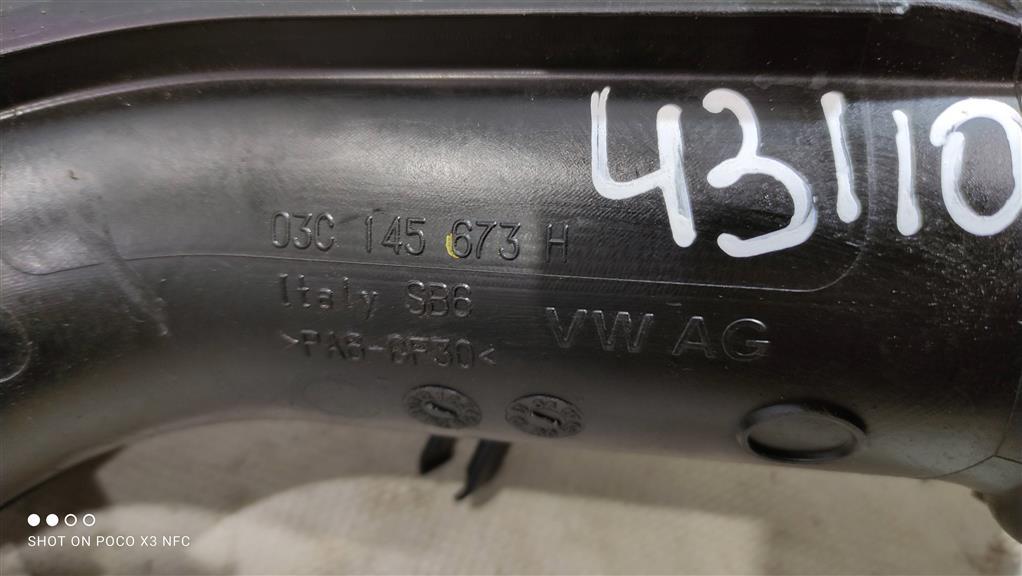 43110
03C 145 673 H
Italy SB6
>PA6-GF30<
VW AG
SHOT ON POCO X3 NFC